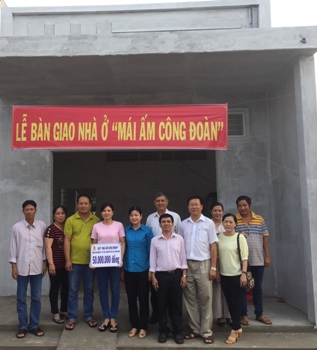 LỄ BÀN GIAO NHÀ Ở "MÁI ẤM CÔNG ĐOÀN"
50.000.000 đồng